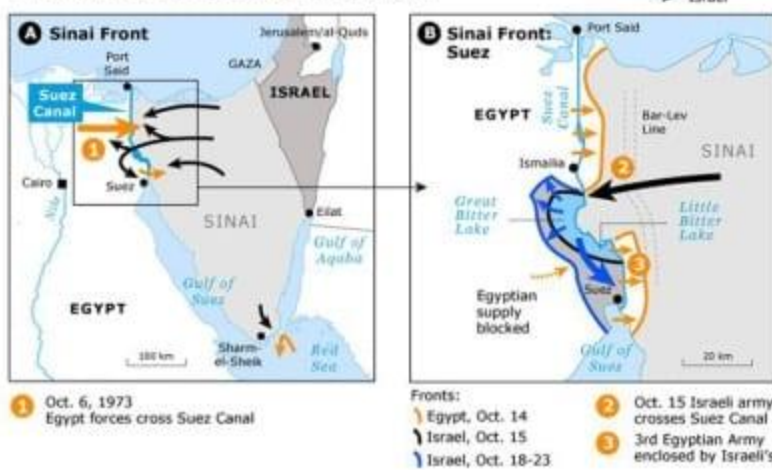 Israel
A Sinai Front
Jerusalem/al-Quds
Port
Said
GAZA
ISRAEL
Suez
Canal
1
Cairo
Suez
Nile
SINAI
Eilat
Gulf of
Aqaba
Gulf of
Suez
EGYPT
100 km
Sharm-
el-Sheik
Red
Sea
1 Oct. 6, 1973
Egypt forces cross Suez Canal
B Sinai Front:
Suez
Port Said
EGYPT
Suez
Canal
Bar-Lev
Line
SINAI
Ismailia
2
Great
Bitter
Lake
Little
Bitter
Lake
3
Suez
Egyptian
supply
blocked
Gulf of
Suez
20 km
Fronts:
Egypt, Oct. 14
Israel, Oct. 15
Israel, Oct. 18-23
2 Oct. 15 Israeli army
crosses Suez Canal
3 3rd Egyptian Army
enclosed by Israeli's